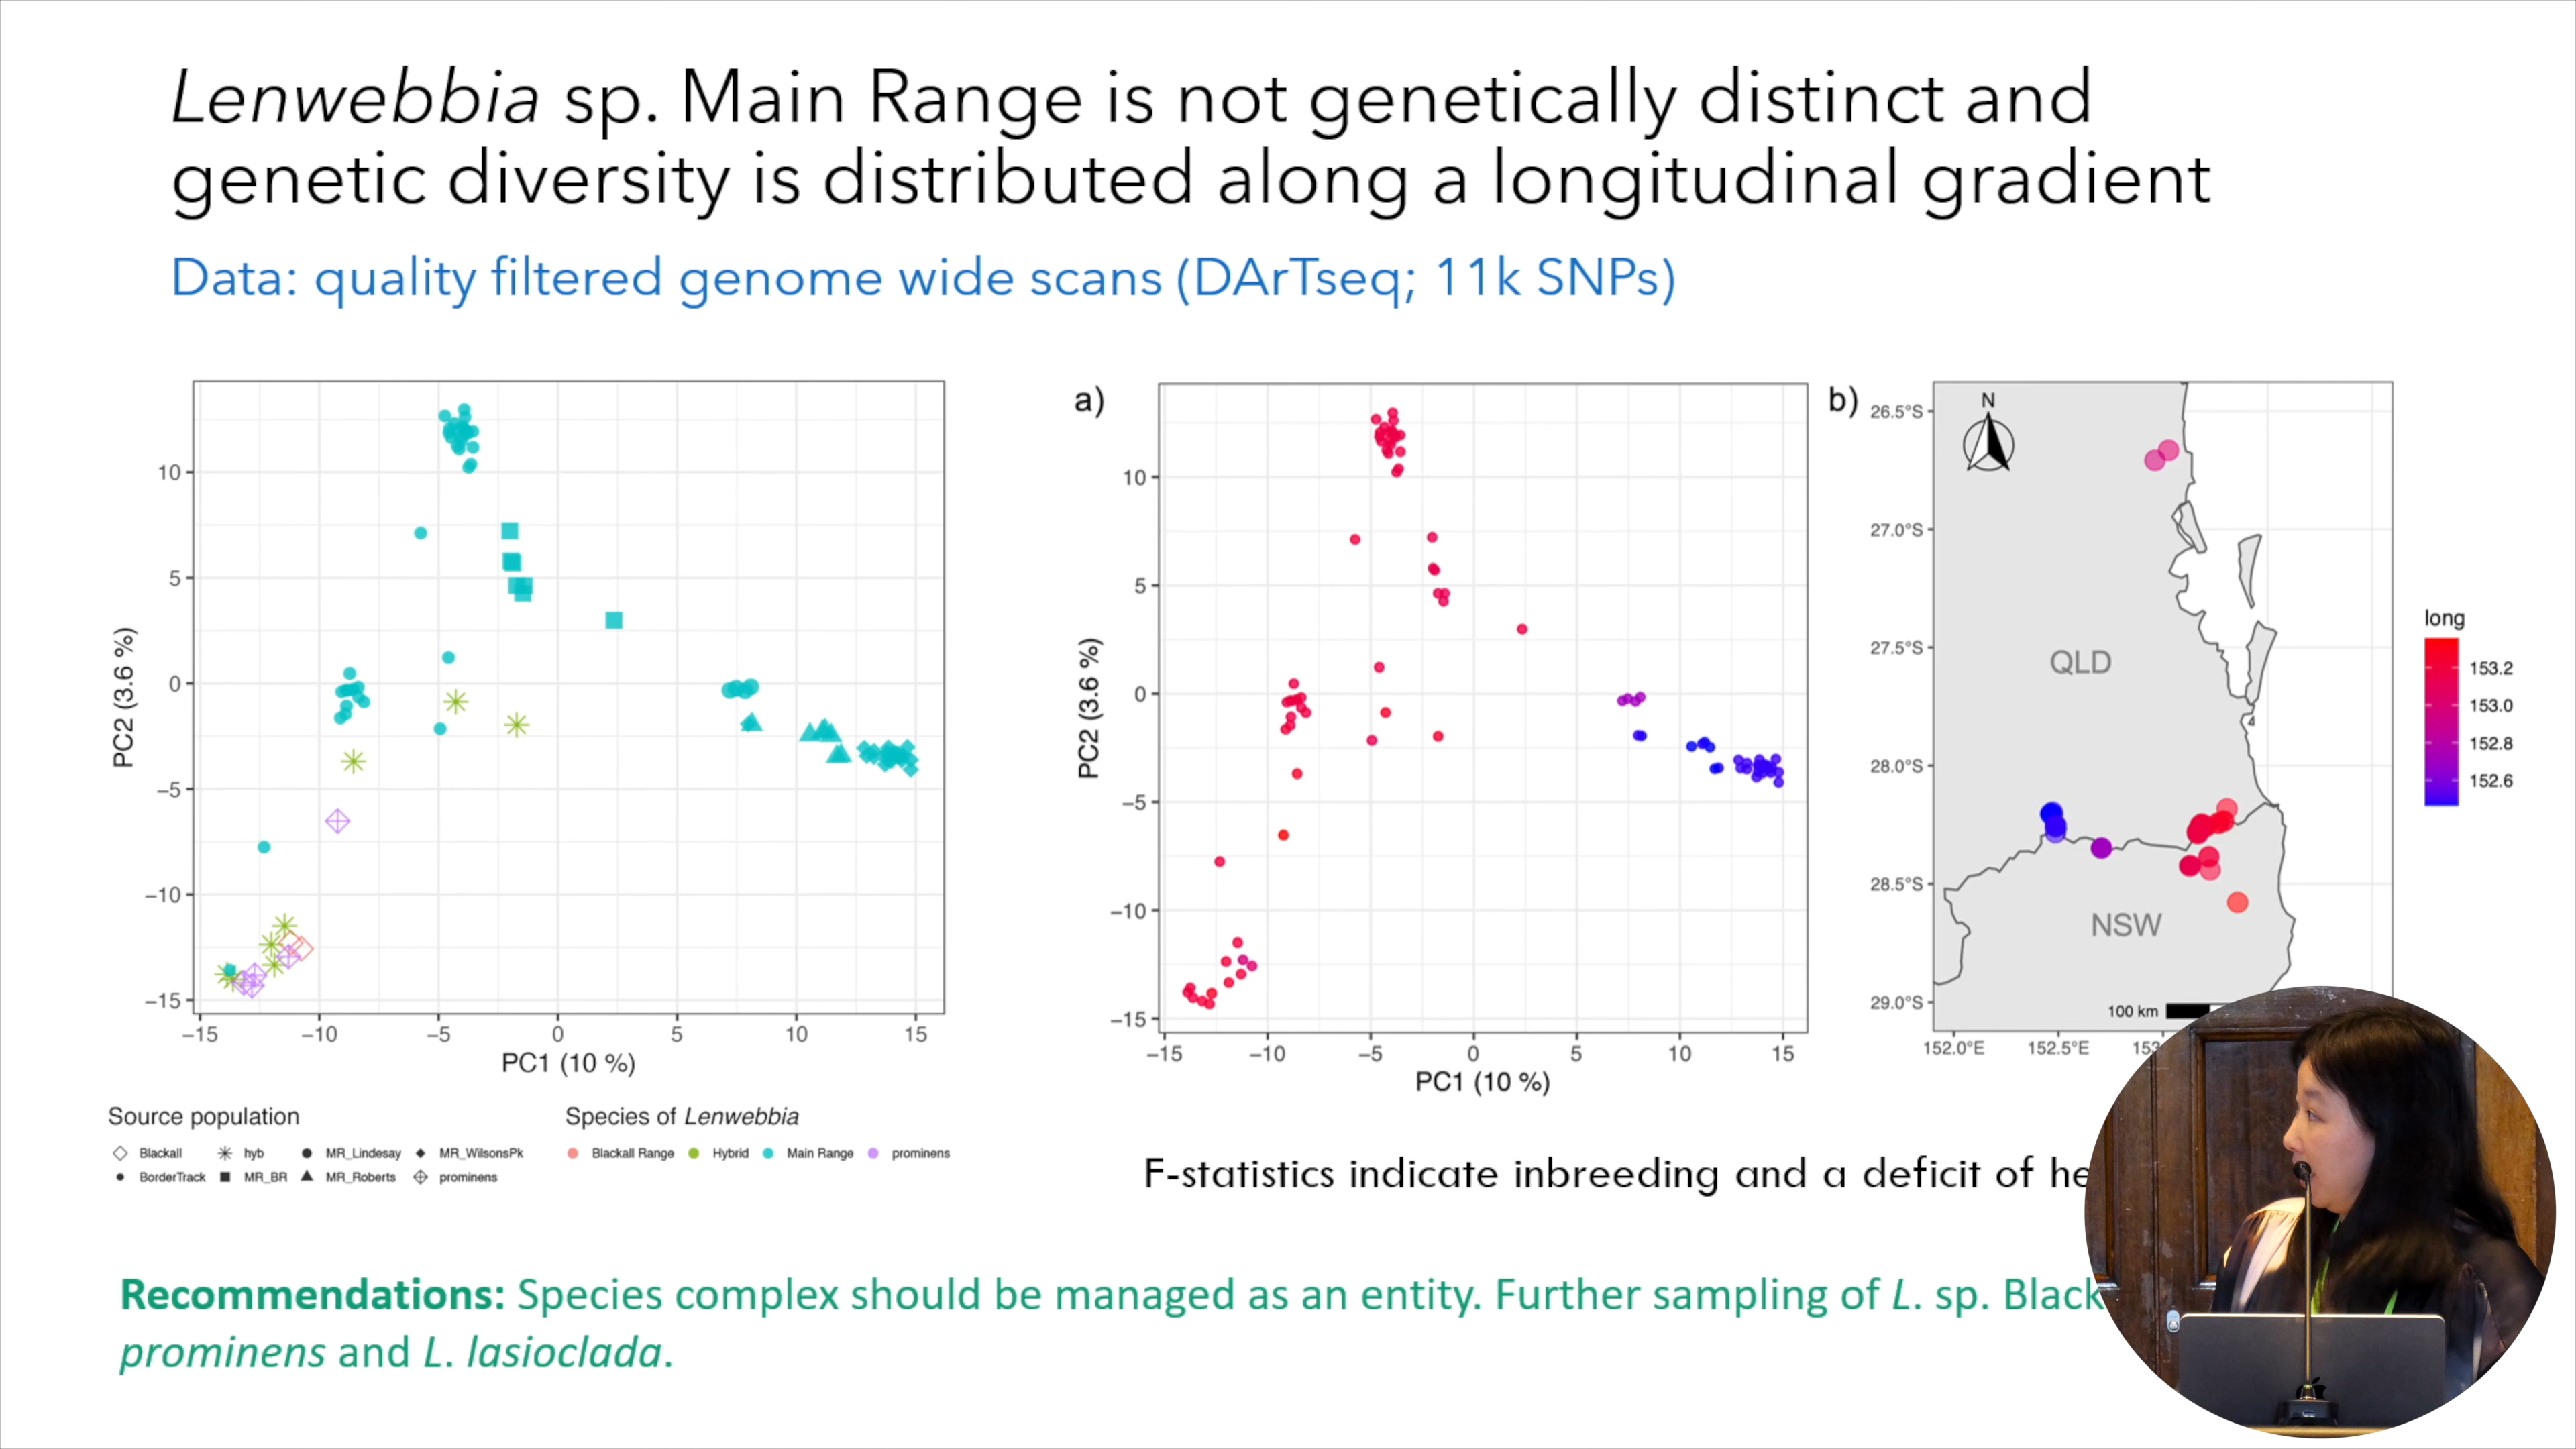 Lenwebbia sp. Main Range is not genetically distinct and
genetic diversity is distributed along a longitudinal gradient
Data: quality filtered genome wide scans (DArTseq; 11k SNPs)
PC2 (3.6 %)
10
5
0
−5
−10
−15
−15 −10 −5 0 5 10 15
PC1 (10 %)
Source population
Blackall hyb MR_Lindesay MR_WilsonsPk
BorderTrack MR_BR MR_Roberts prominens
Species of Lenwebbia
Blackall Range Hybrid Main Range prominens
a)
PC2 (3.6 %)
10
5
0
−5
−10
−15
−15 −10 −5 0 5 10 15
PC1 (10 %)
b)
26.5°S
27.0°S
27.5°S
28.0°S
28.5°S
29.0°S
N
QLD
NSW
100 km
152.0°E 152.5°E 153
long
153.2
153.0
152.8
152.6
F-statistics indicate inbreeding and a deficit of he
Recommendations: Species complex should be managed as an entity. Further sampling of L. sp. Black
prominens and L. lasioclada.